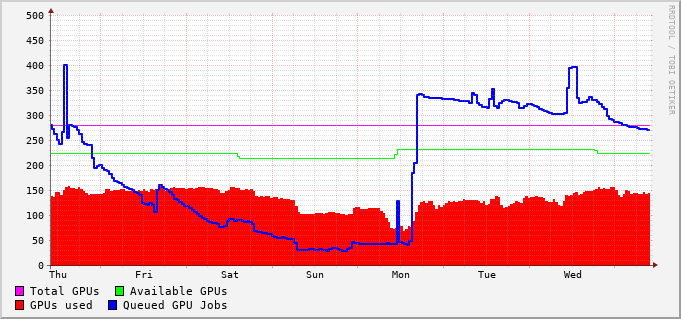 500
450
400
350
300
250
200
150
100
50
0
Thu Fri Sat Sun Mon Tue Wed
Total GPUs Available GPUs
GPUs used Queued GPU Jobs
RRDTOOL / TOBI OETIKER